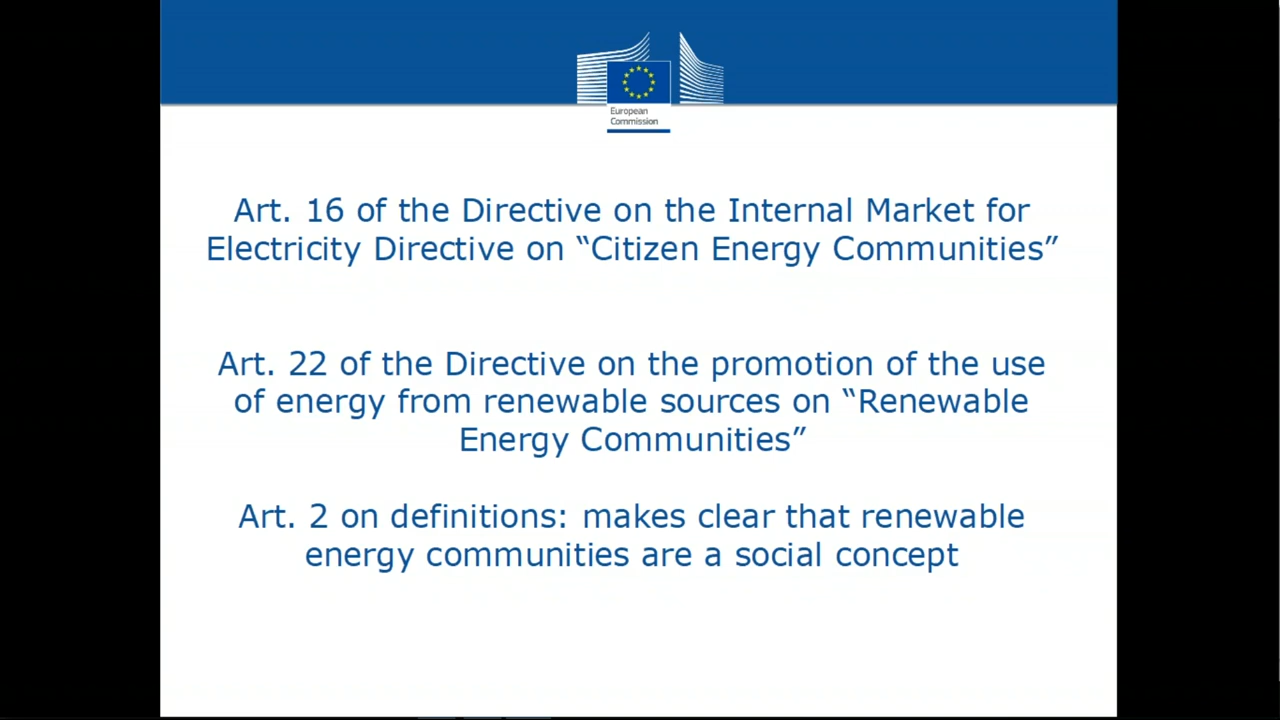 European
Commission
Art. 16 of the Directive on the Internal Market for
Electricity Directive on “Citizen Energy Communities”
Art. 22 of the Directive on the promotion of the use
of energy from renewable sources on “Renewable
Energy Communities”
Art. 2 on definitions: makes clear that renewable
energy communities are a social concept